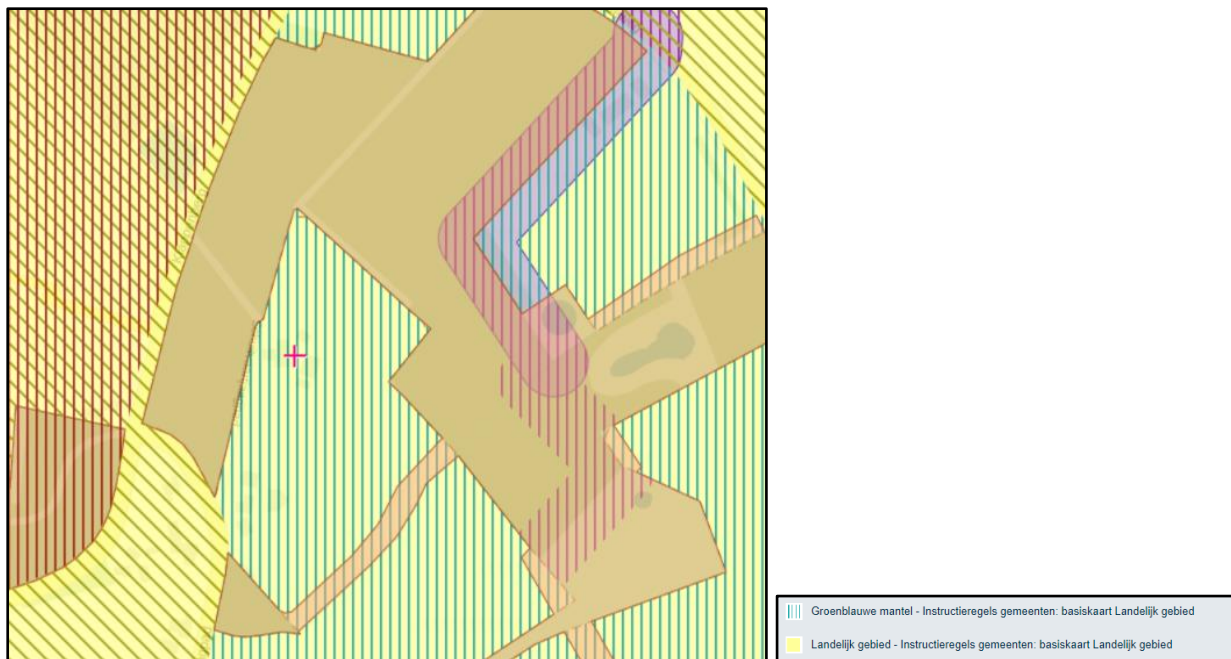 Groenblauwe mantel - Instructieregels gemeenten: basiskaart Landelijk gebied
Landelijk gebied - Instructieregels gemeenten: basiskaart Landelijk gebied